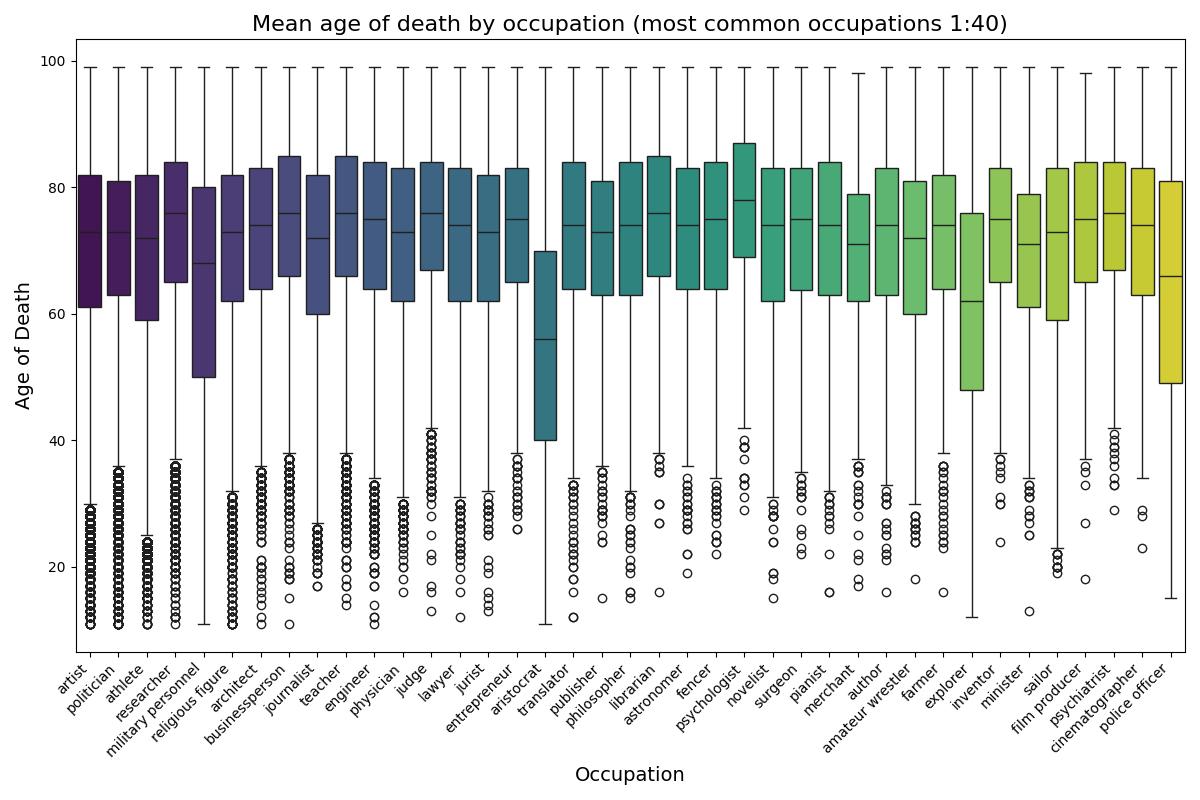 Mean age of death by occupation (most common occupations 1:40)
100
80
60
40
20
Age of Death
artist
politician
athlete
researcher
military personnel
religious figure
architect
businessperson
journalist
teacher
engineer
physician
judge
lawyer
jurist
entrepreneur
aristocrat
translator
publisher
philosopher
librarian
astronomer
fencer
psychologist
novelist
surgeon
pianist
merchant
author
amateur wrestler
farmer
explorer
inventor
minister
sailor
film producer
psychiatrist
cinematographer
police officer
Occupation